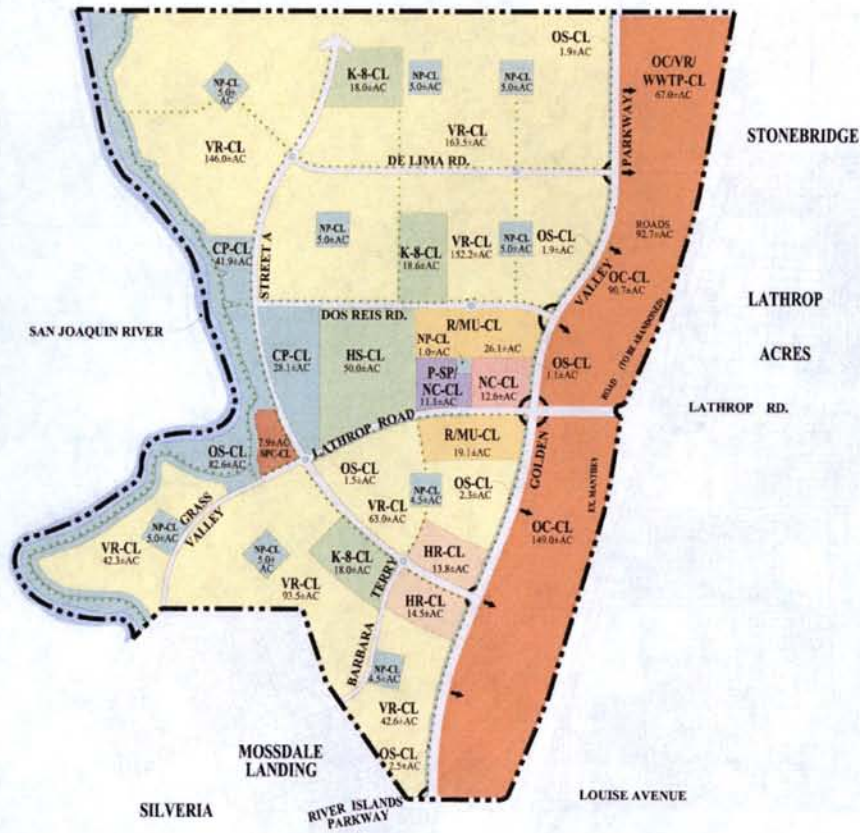 OS-CL
1.9±AC
OC/VR/
WWTP-CL
67.0±AC
K-8-CL
18.0±AC
NP-CL
5.0±AC
NP-CL
5.0±AC
NP-CL
5.0±
AC
VR-CL
146.0±AC
VR-CL
163.5±AC
DE LIMA RD.
PARKWAY
STONEBRIDGE
NP-CL
5.0±AC
K-8-CL
18.6±AC
VR-CL
152.2±AC
NP-CL
5.0±AC
OS-CL
1.9±AC
ROADS
92.7±AC
CP-CL
41.9±AC
STREET A
VALLEY
OC-CL
90.7±AC
LATHROP
ACRES
SAN JOAQUIN RIVER
DOS REIS RD.
R/MU-CL
26.1±AC
NP-CL
1.0±AC
CP-CL
28.1±AC
HS-CL
50.0±AC
P-SP/
NC-CL
11.1±AC
NC-CL
12.6±AC
OS-CL
1.1±AC
ROAD (TO BE ABANDONED)
LATHROP RD.
LATHROP ROAD
7.9±AC
SPC-CL
OS-CL
82.6±AC
R/MU-CL
19.1±AC
GOLDEN
OS-CL
1.5±AC
NP-CL
4.5±AC
OS-CL
2.3±AC
VR-CL
63.0±AC
EX. MANTHEY
OC-CL
149.0±AC
GRASS
VALLEY
NP-CL
5.0±AC
VR-CL
42.3±AC
NP-CL
5.0±
AC
K-8-CL
18.0±AC
HR-CL
13.8±AC
VR-CL
93.5±AC
BARBARA TERRY
HR-CL
14.5±AC
NP-CL
4.5±AC
VR-CL
42.6±AC
OS-CL
2.5±AC
MOSSDALE
LANDING
SILVERIA
RIVER ISLANDS
PARKWAY
LOUISE AVENUE